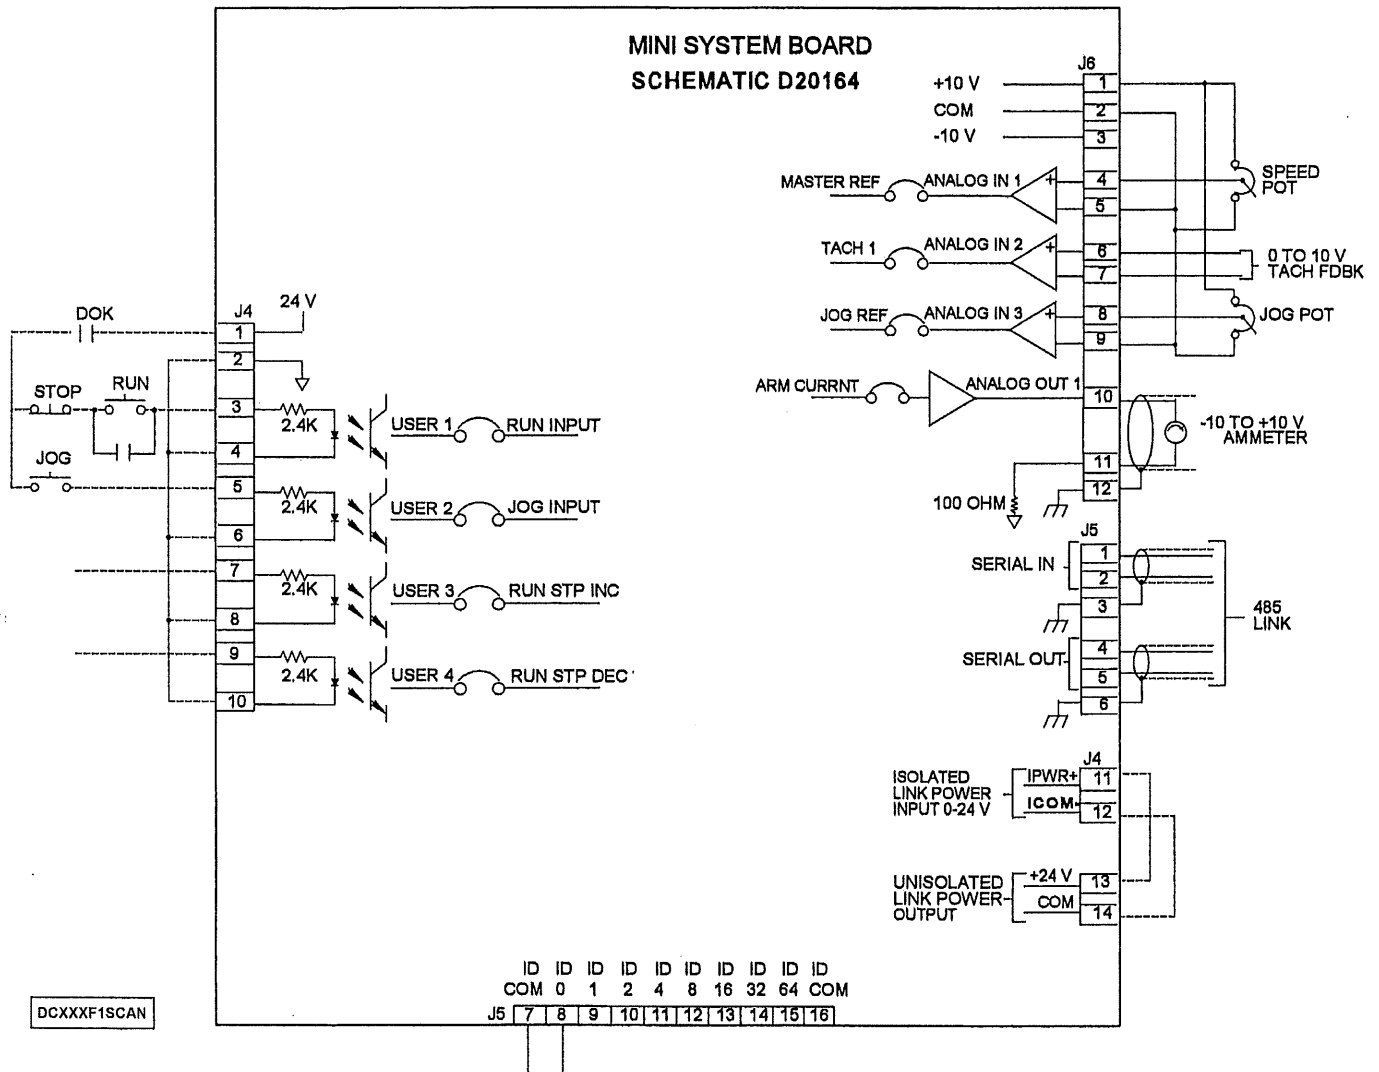 MINI SYSTEM BOARD
SCHEMATIC D20164
J6
+10 V
1
COM
2
-10 V
3
MASTER REF
ANALOG IN 1
+
4
5
SPEED
POT
TACH 1
ANALOG IN 2
+
6
7
0 TO 10 V
TACH FDBK
JOG REF
ANALOG IN 3
+
8
9
JOG POT
ARM CURRNT
ANALOG OUT 1
10
-10 TO +10 V
AMMETER
11
100 OHM
12
J5
SERIAL IN
1
2
3
485
LINK
SERIAL OUT
4
5
6
J4
ISOLATED
LINK POWER
INPUT 0-24 V
IPWR+
11
ICOM-
12
UNISOLATED
LINK POWER
OUTPUT
+24 V
13
COM
14
DOK
J4
24 V
1
2
STOP
RUN
3
2.4K
USER 1
RUN INPUT
4
JOG
5
2.4K
USER 2
JOG INPUT
6
7
2.4K
USER 3
RUN STP INC
8
9
2.4K
USER 4
RUN STP DEC
10
ID ID ID ID ID ID ID ID ID ID
COM 0 1 2 4 8 16 32 64 COM
J5 7 8 9 10 11 12 13 14 15 16
DCXXXF1SCAN